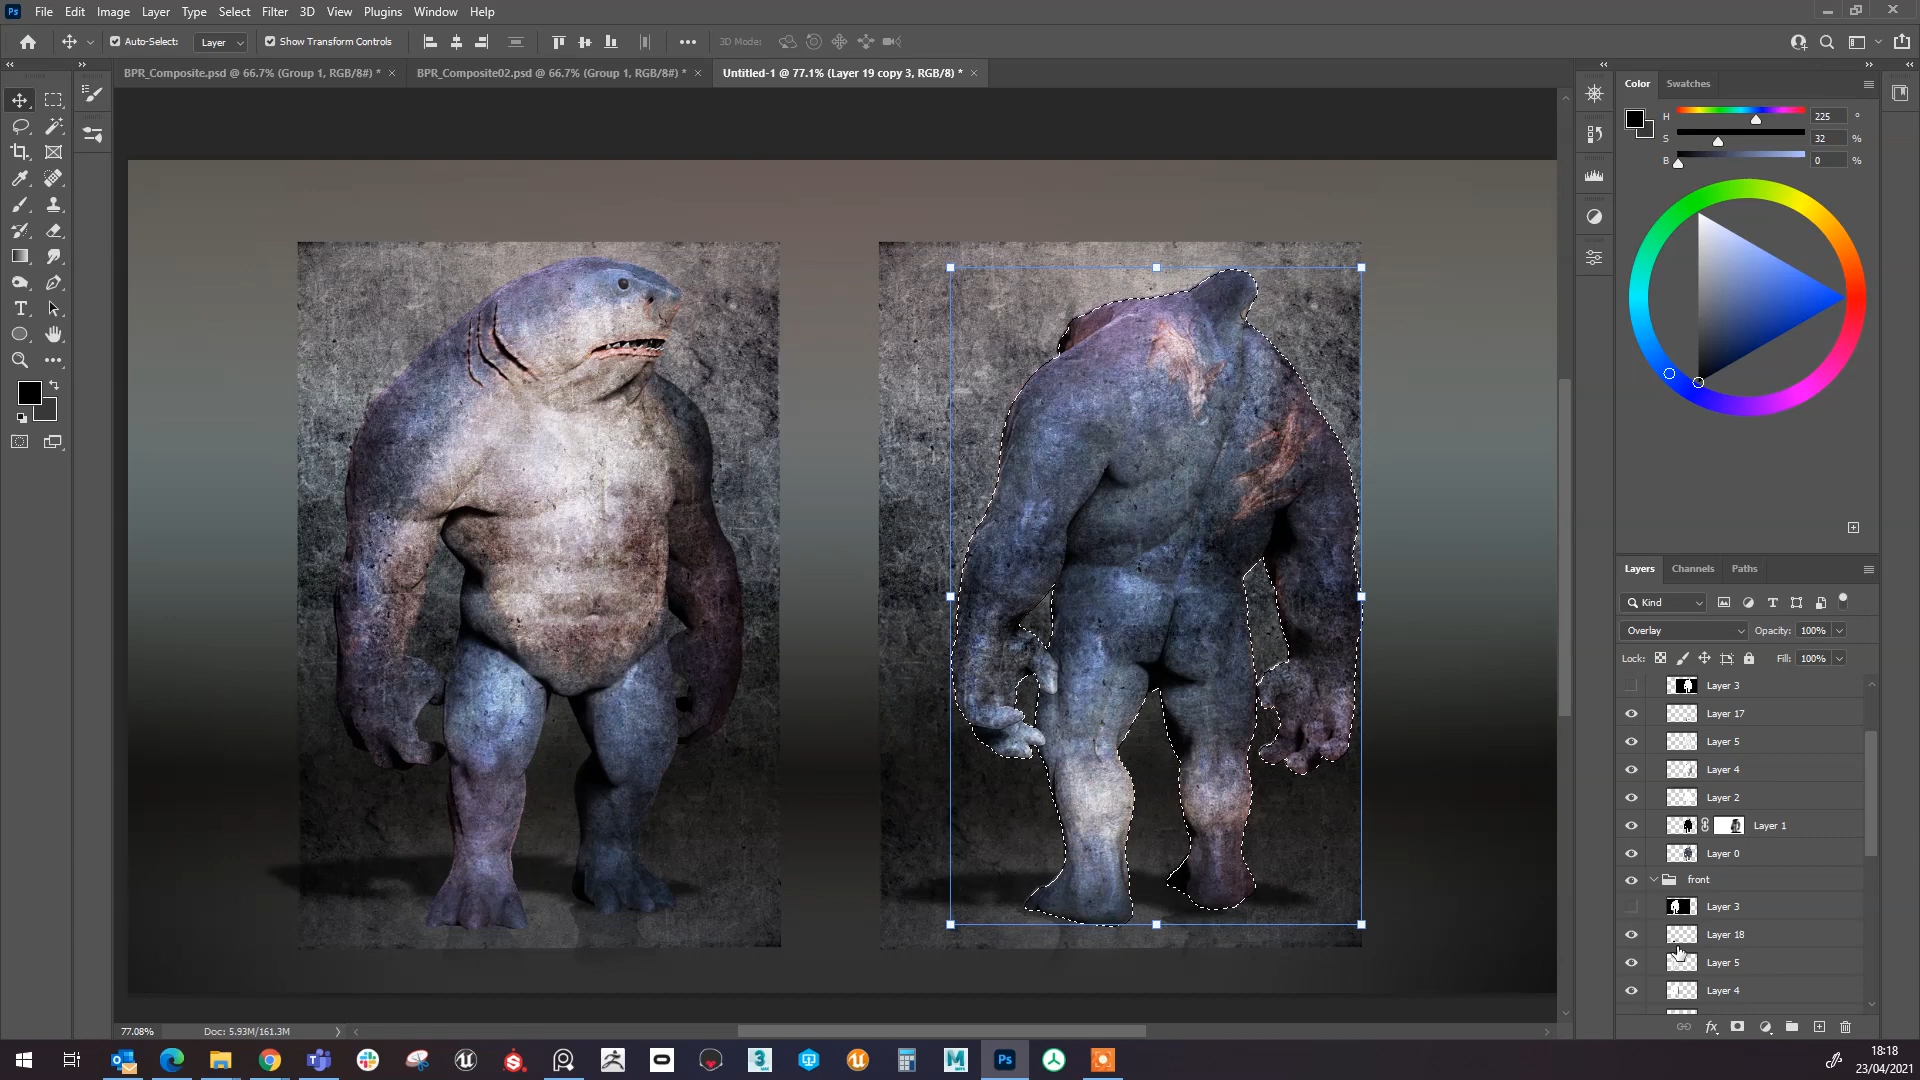 Ps File Edit Image Layer Type Select Filter 3D View Plugins Window Help
Auto-Select: Layer Show Transform Controls 3D Mode:
BPR_Composite.psd @ 66.7% (Group 1, RGB/8#) * BPR_Composite02.psd @ 66.7% (Group 1, RGB/8#) * Untitled-1 @ 77.1% (Layer 19 copy 3, RGB/8) *
Color Swatches
H 225 °
S 32 %
B 0 %
Layers Channels Paths
Kind
Overlay Opacity: 100%
Lock: Fill: 100%
Layer 3
Layer 17
Layer 5
Layer 4
Layer 2
Layer 1
Layer 0
front
Layer 3
Layer 18
Layer 5
Layer 4
fx
77.08% Doc: 5.93M/161.3M
Ps
18:18
23/04/2021